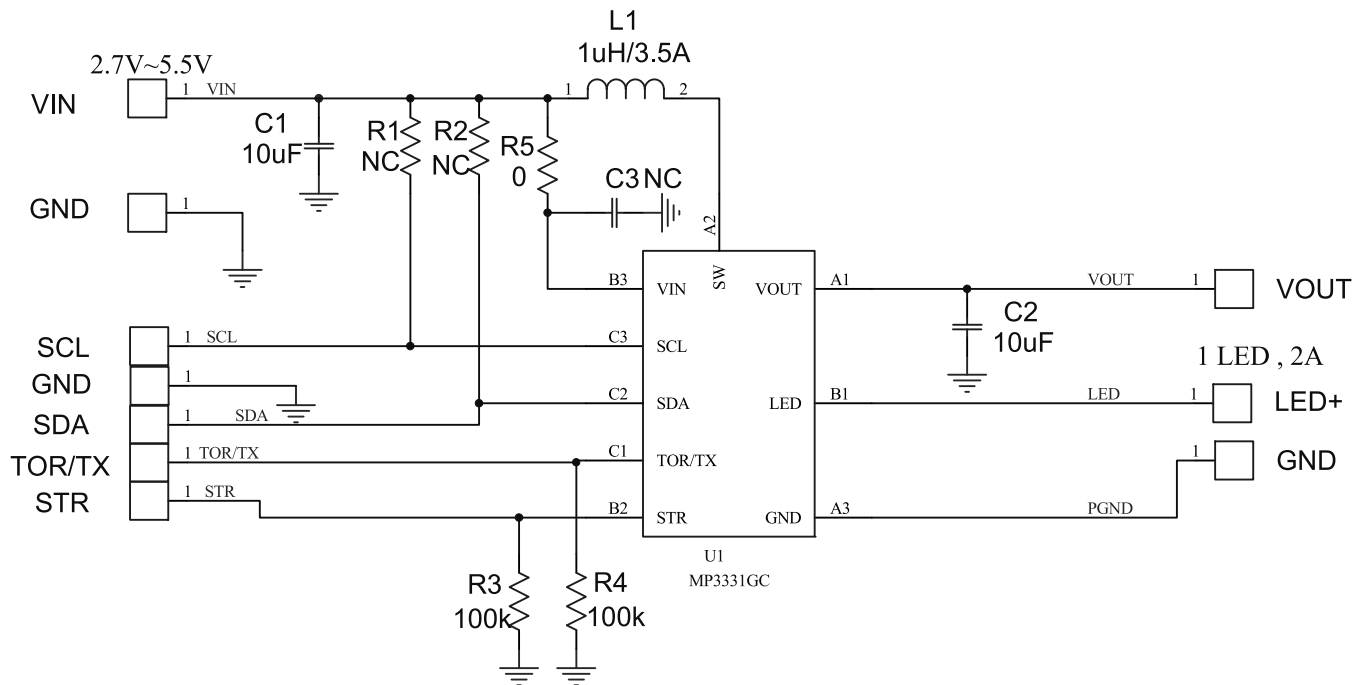 L1
1uH/3.5A
2.7V~5.5V
VIN
1
VIN
1
2
C1
10uF
R1
NC
R2
NC
R5
0
C3 NC
GND
1
A2
SW
B3
VIN
VOUT
A1
VOUT
1
VOUT
C2
10uF
SCL
1
SCL
C3
SCL
1 LED , 2A
GND
1
C2
SDA
LED
B1
LED
1
LED+
SDA
1
SDA
TOR/TX
1
TOR/TX
C1
TOR/TX
1
GND
STR
1
STR
B2
STR
GND
A3
PGND
U1
MP3331GC
R3
100k
R4
100k